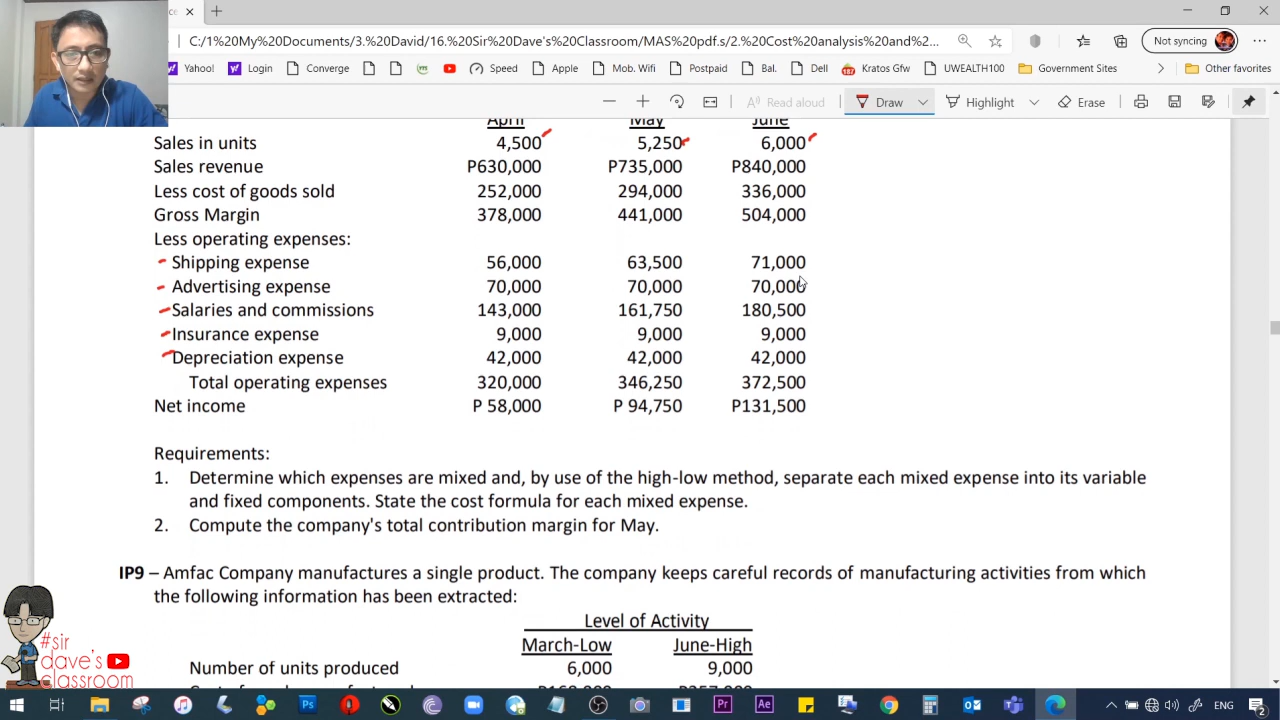 C:/1%20My%20Documents/3.%20David/16.%20Sir%20Dave's%20Classroom/MAS%20pdf.s/2.%20Cost%20analysis%20and%2...
Not syncing
Yahoo! Login Converge Speed Apple Mob. Wifi Postpaid Bal. Dell Kratos Gfw UWEALTH100 Government Sites Other favorites
Read aloud Draw Highlight Erase
April May June
Sales in units 4,500 5,250 6,000
Sales revenue P630,000 P735,000 P840,000
Less cost of goods sold 252,000 294,000 336,000
Gross Margin 378,000 441,000 504,000
Less operating expenses:
Shipping expense 56,000 63,500 71,000
Advertising expense 70,000 70,000 70,000
Salaries and commissions 143,000 161,750 180,500
Insurance expense 9,000 9,000 9,000
Depreciation expense 42,000 42,000 42,000
Total operating expenses 320,000 346,250 372,500
Net income P 58,000 P 94,750 P131,500
Requirements:
1. Determine which expenses are mixed and, by use of the high-low method, separate each mixed expense into its variable
and fixed components. State the cost formula for each mixed expense.
2. Compute the company's total contribution margin for May.
IP9 – Amfac Company manufactures a single product. The company keeps careful records of manufacturing activities from which
the following information has been extracted:
Level of Activity
March-Low June-High
Number of units produced 6,000 9,000
#sir
dave's
classroom
ENG